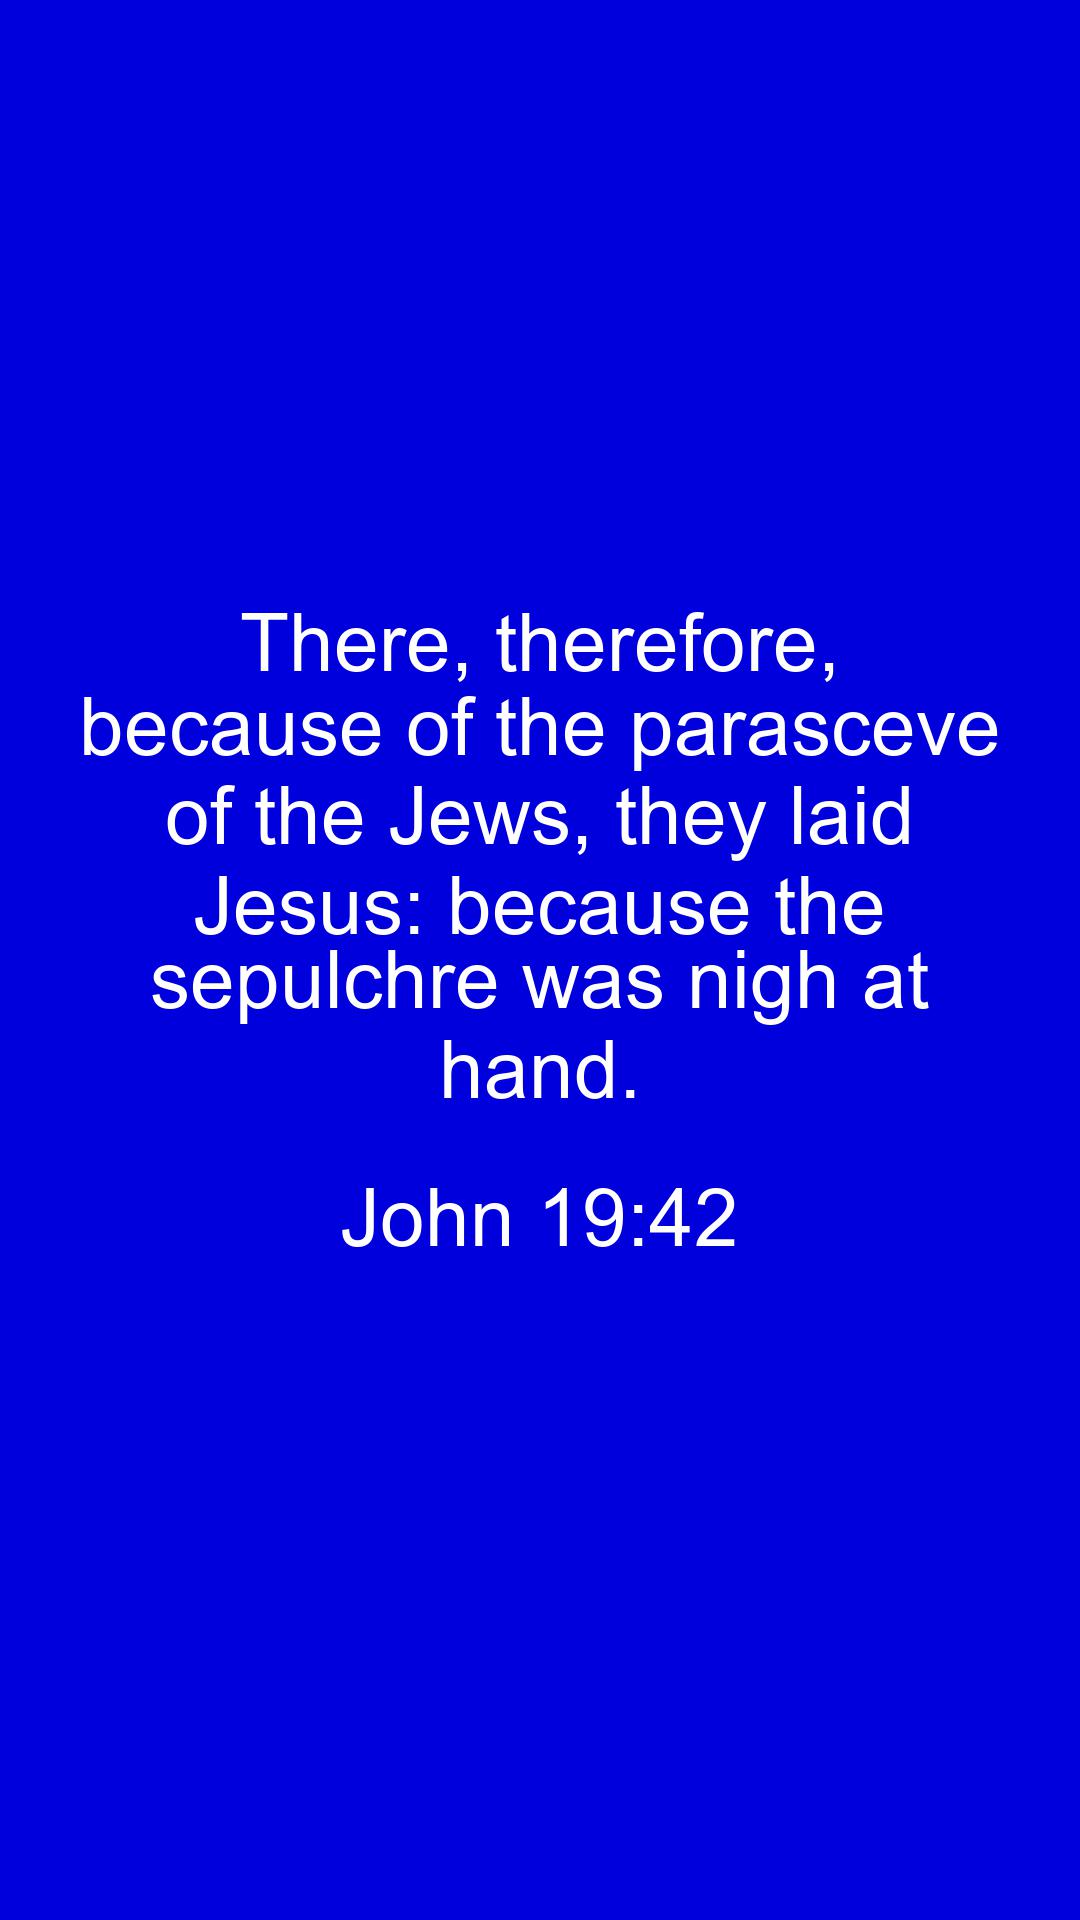 There, therefore,
because of the parasceve
of the Jews, they laid
Jesus: because the
sepulchre was nigh at
hand.
John 19:42